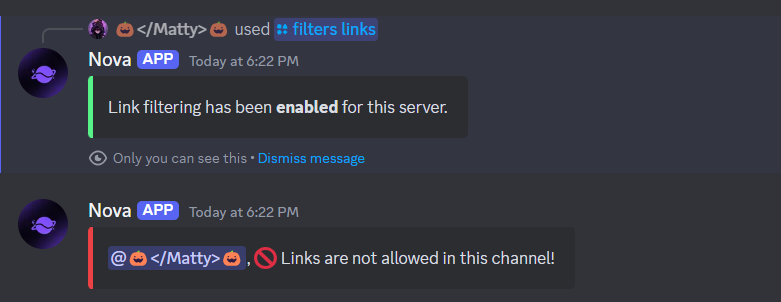 🎃</Matty>🎃 used filters links
Nova APP Today at 6:22 PM
Link filtering has been enabled for this server.
Only you can see this • Dismiss message
Nova APP Today at 6:22 PM
@🎃</Matty>🎃, 🚫 Links are not allowed in this channel!